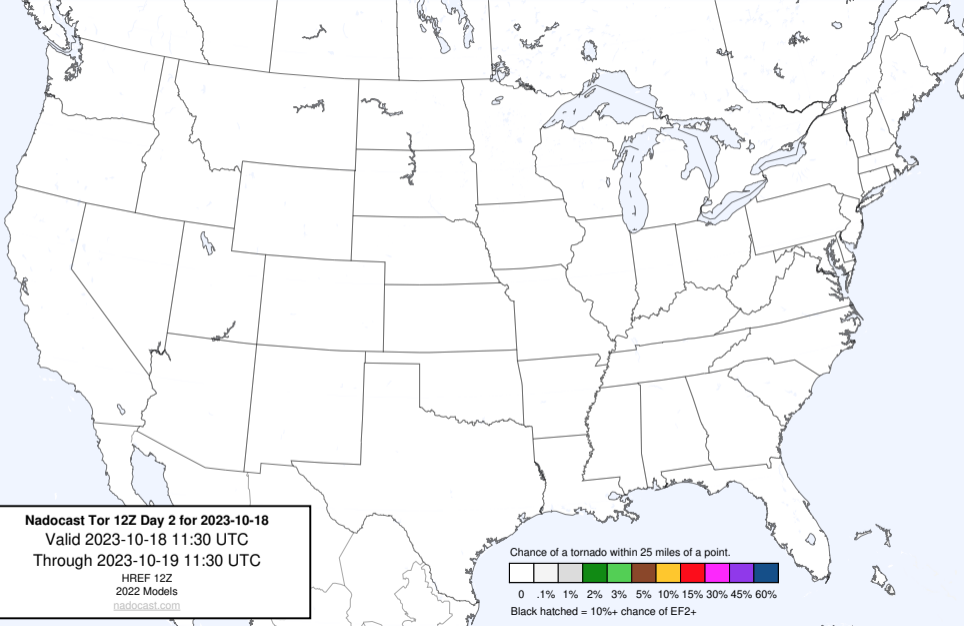 Nadocast Tor 12Z Day 2 for 2023-10-18
Valid 2023-10-18 11:30 UTC
Through 2023-10-19 11:30 UTC
HREF 12Z
2022 Models
nadocast.com
Chance of a tornado within 25 miles of a point.
0 .1% 1% 2% 3% 5% 10% 15% 30% 45% 60%
Black hatched = 10%+ chance of EF2+